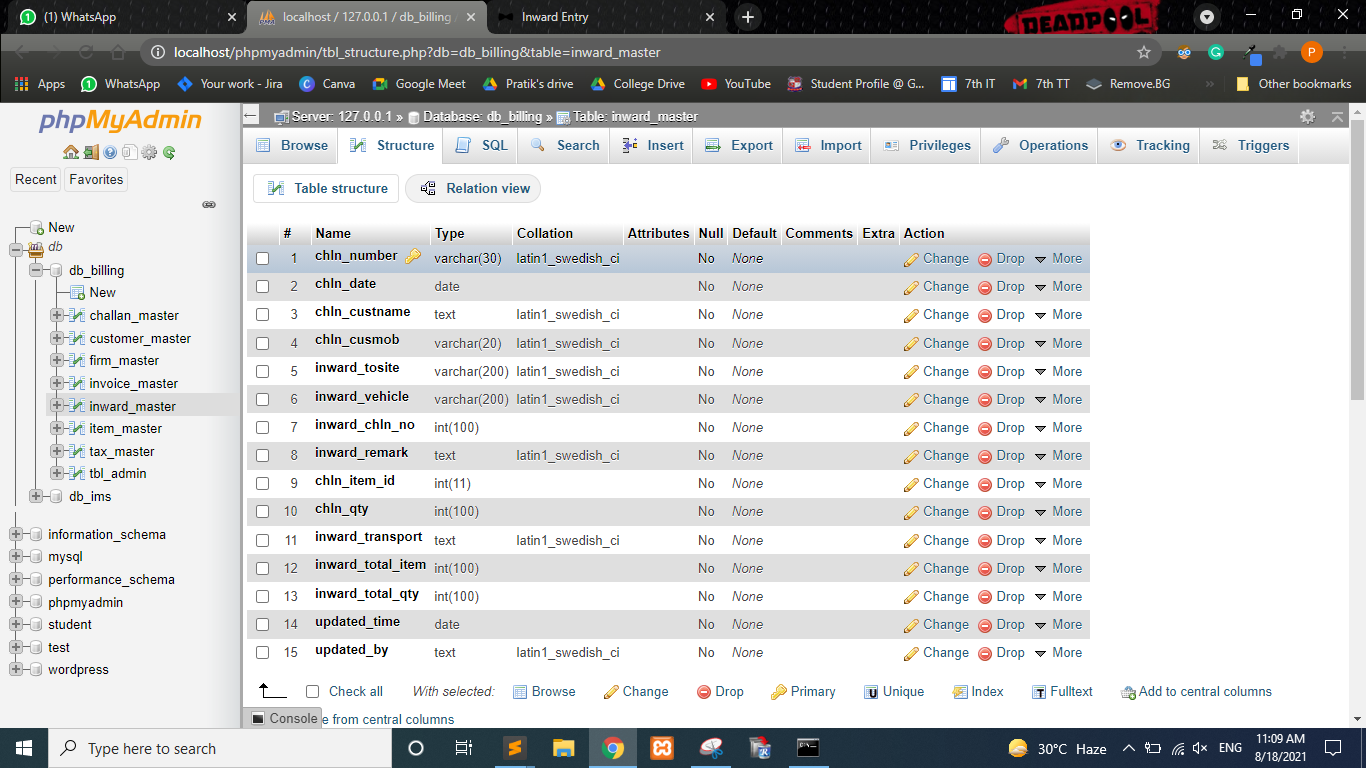 (1) WhatsApp
localhost / 127.0.0.1 / db_billing /
Inward Entry
DEADPOOL
localhost/phpmyadmin/tbl_structure.php?db=db_billing&table=inward_master
P
Apps WhatsApp Your work - Jira Canva Google Meet Pratik's drive College Drive YouTube Student Profile @ G... 7th IT 7th TT Remove.BG » Other bookmarks
phpMyAdmin
Recent Favorites
New
db
db_billing
New
challan_master
customer_master
firm_master
invoice_master
inward_master
item_master
tax_master
tbl_admin
db_ims
information_schema
mysql
performance_schema
phpmyadmin
student
test
wordpress
Server: 127.0.0.1 » Database: db_billing » Table: inward_master
Browse Structure SQL Search Insert Export Import Privileges Operations Tracking Triggers
Table structure Relation view
# Name Type Collation Attributes Null Default Comments Extra Action
1 chln_number varchar(30) latin1_swedish_ci No None Change Drop More
2 chln_date date No None Change Drop More
3 chln_custname text latin1_swedish_ci No None Change Drop More
4 chln_cusmob varchar(20) latin1_swedish_ci No None Change Drop More
5 inward_tosite varchar(200) latin1_swedish_ci No None Change Drop More
6 inward_vehicle varchar(200) latin1_swedish_ci No None Change Drop More
7 inward_chln_no int(100) No None Change Drop More
8 inward_remark text latin1_swedish_ci No None Change Drop More
9 chln_item_id int(11) No None Change Drop More
10 chln_qty int(100) No None Change Drop More
11 inward_transport text latin1_swedish_ci No None Change Drop More
12 inward_total_item int(100) No None Change Drop More
13 inward_total_qty int(100) No None Change Drop More
14 updated_time date No None Change Drop More
15 updated_by text latin1_swedish_ci No None Change Drop More
Check all With selected: Browse Change Drop Primary Unique Index Fulltext Add to central columns
Console e from central columns
Type here to search
30°C Haze
ENG
11:09 AM
8/18/2021